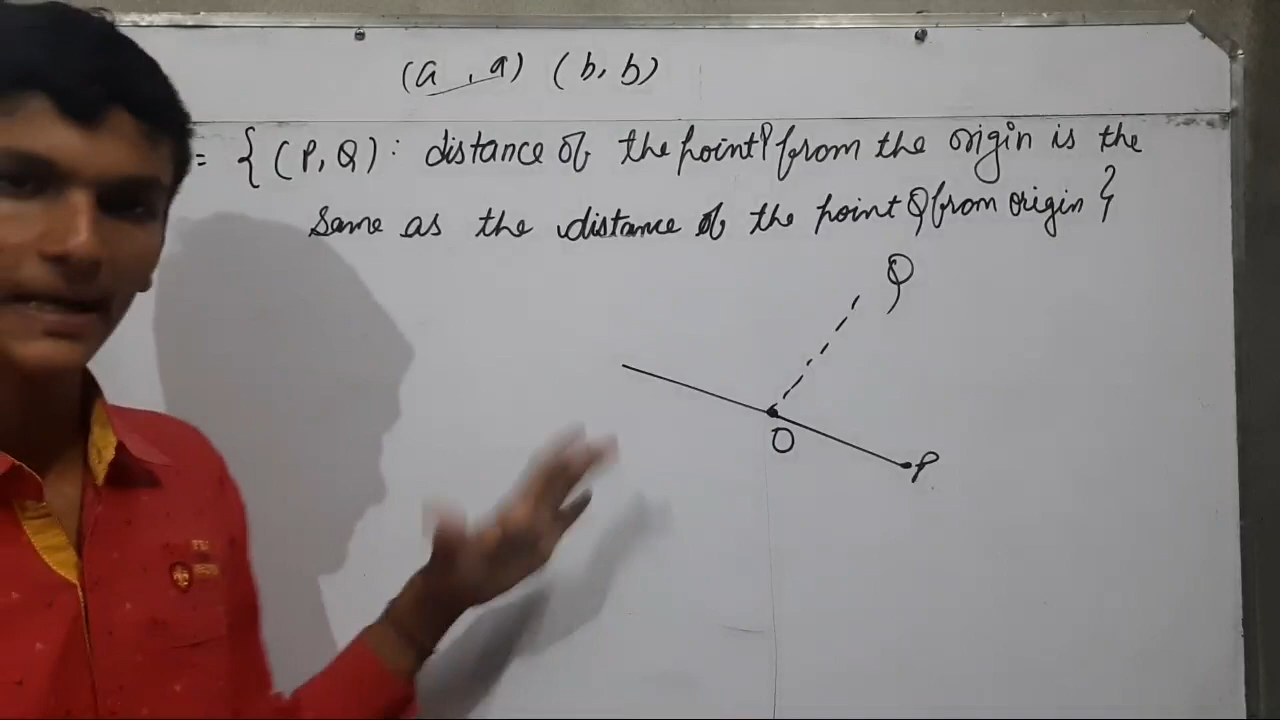 (a , a) (b, b)
= {(P, Q) : distance of the point P from the origin is the
same as the distance of the point Q from origin }
Q
O
P